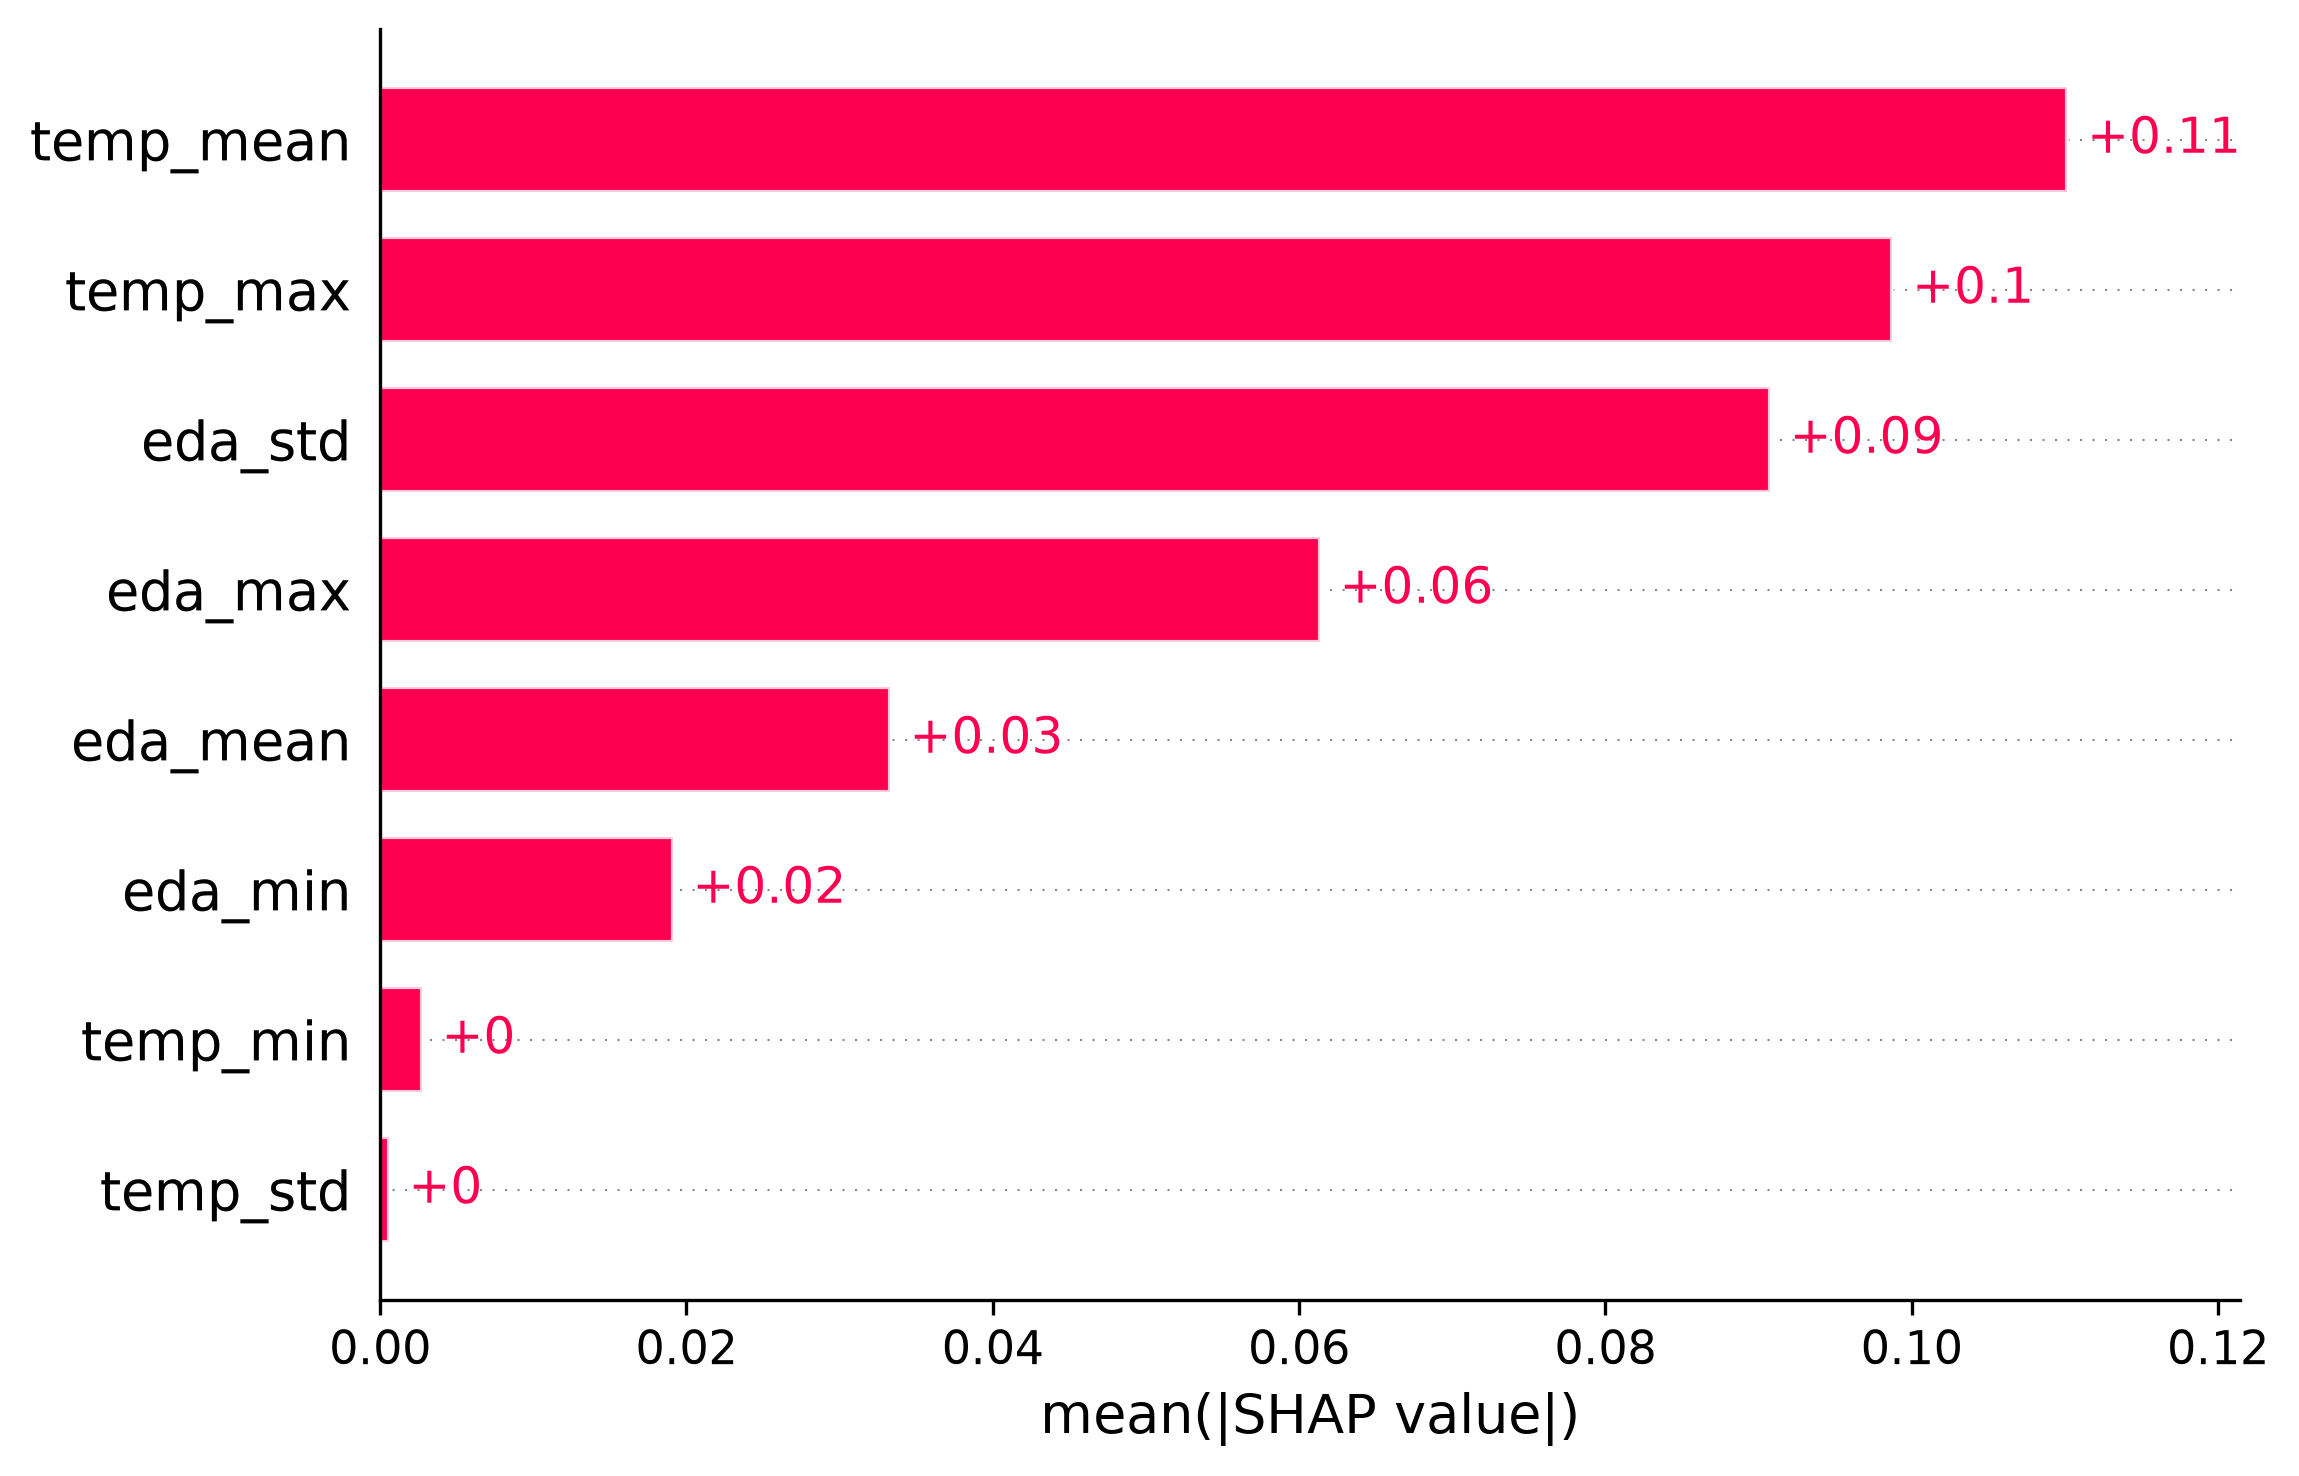 temp_mean +0.11
temp_max +0.1
eda_std +0.09
eda_max +0.06
eda_mean +0.03
eda_min +0.02
temp_min +0
temp_std +0
0.00 0.02 0.04 0.06 0.08 0.10 0.12
mean(|SHAP value|)